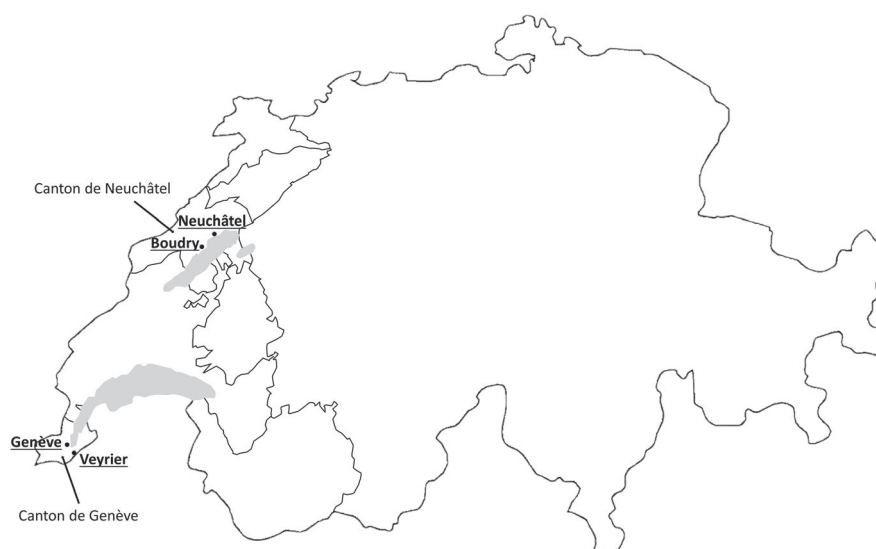 Canton de Neuchâtel
Neuchâtel
Boudry
Genève
Veyrier
Canton de Genève